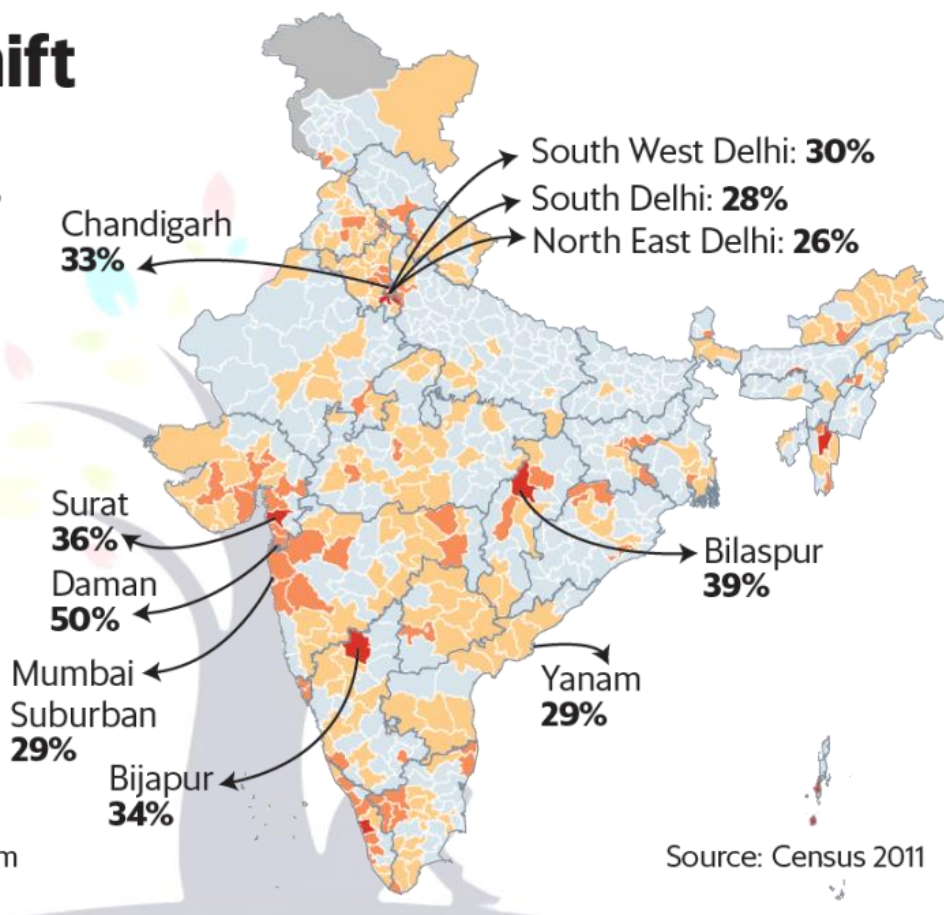 ift
South West Delhi: 30%
South Delhi: 28%
North East Delhi: 26%
Chandigarh
33%
Surat
36%
Daman
50%
Mumbai
Suburban
29%
Bijapur
34%
Bilaspur
39%
Yanam
29%
m
Source: Census 2011